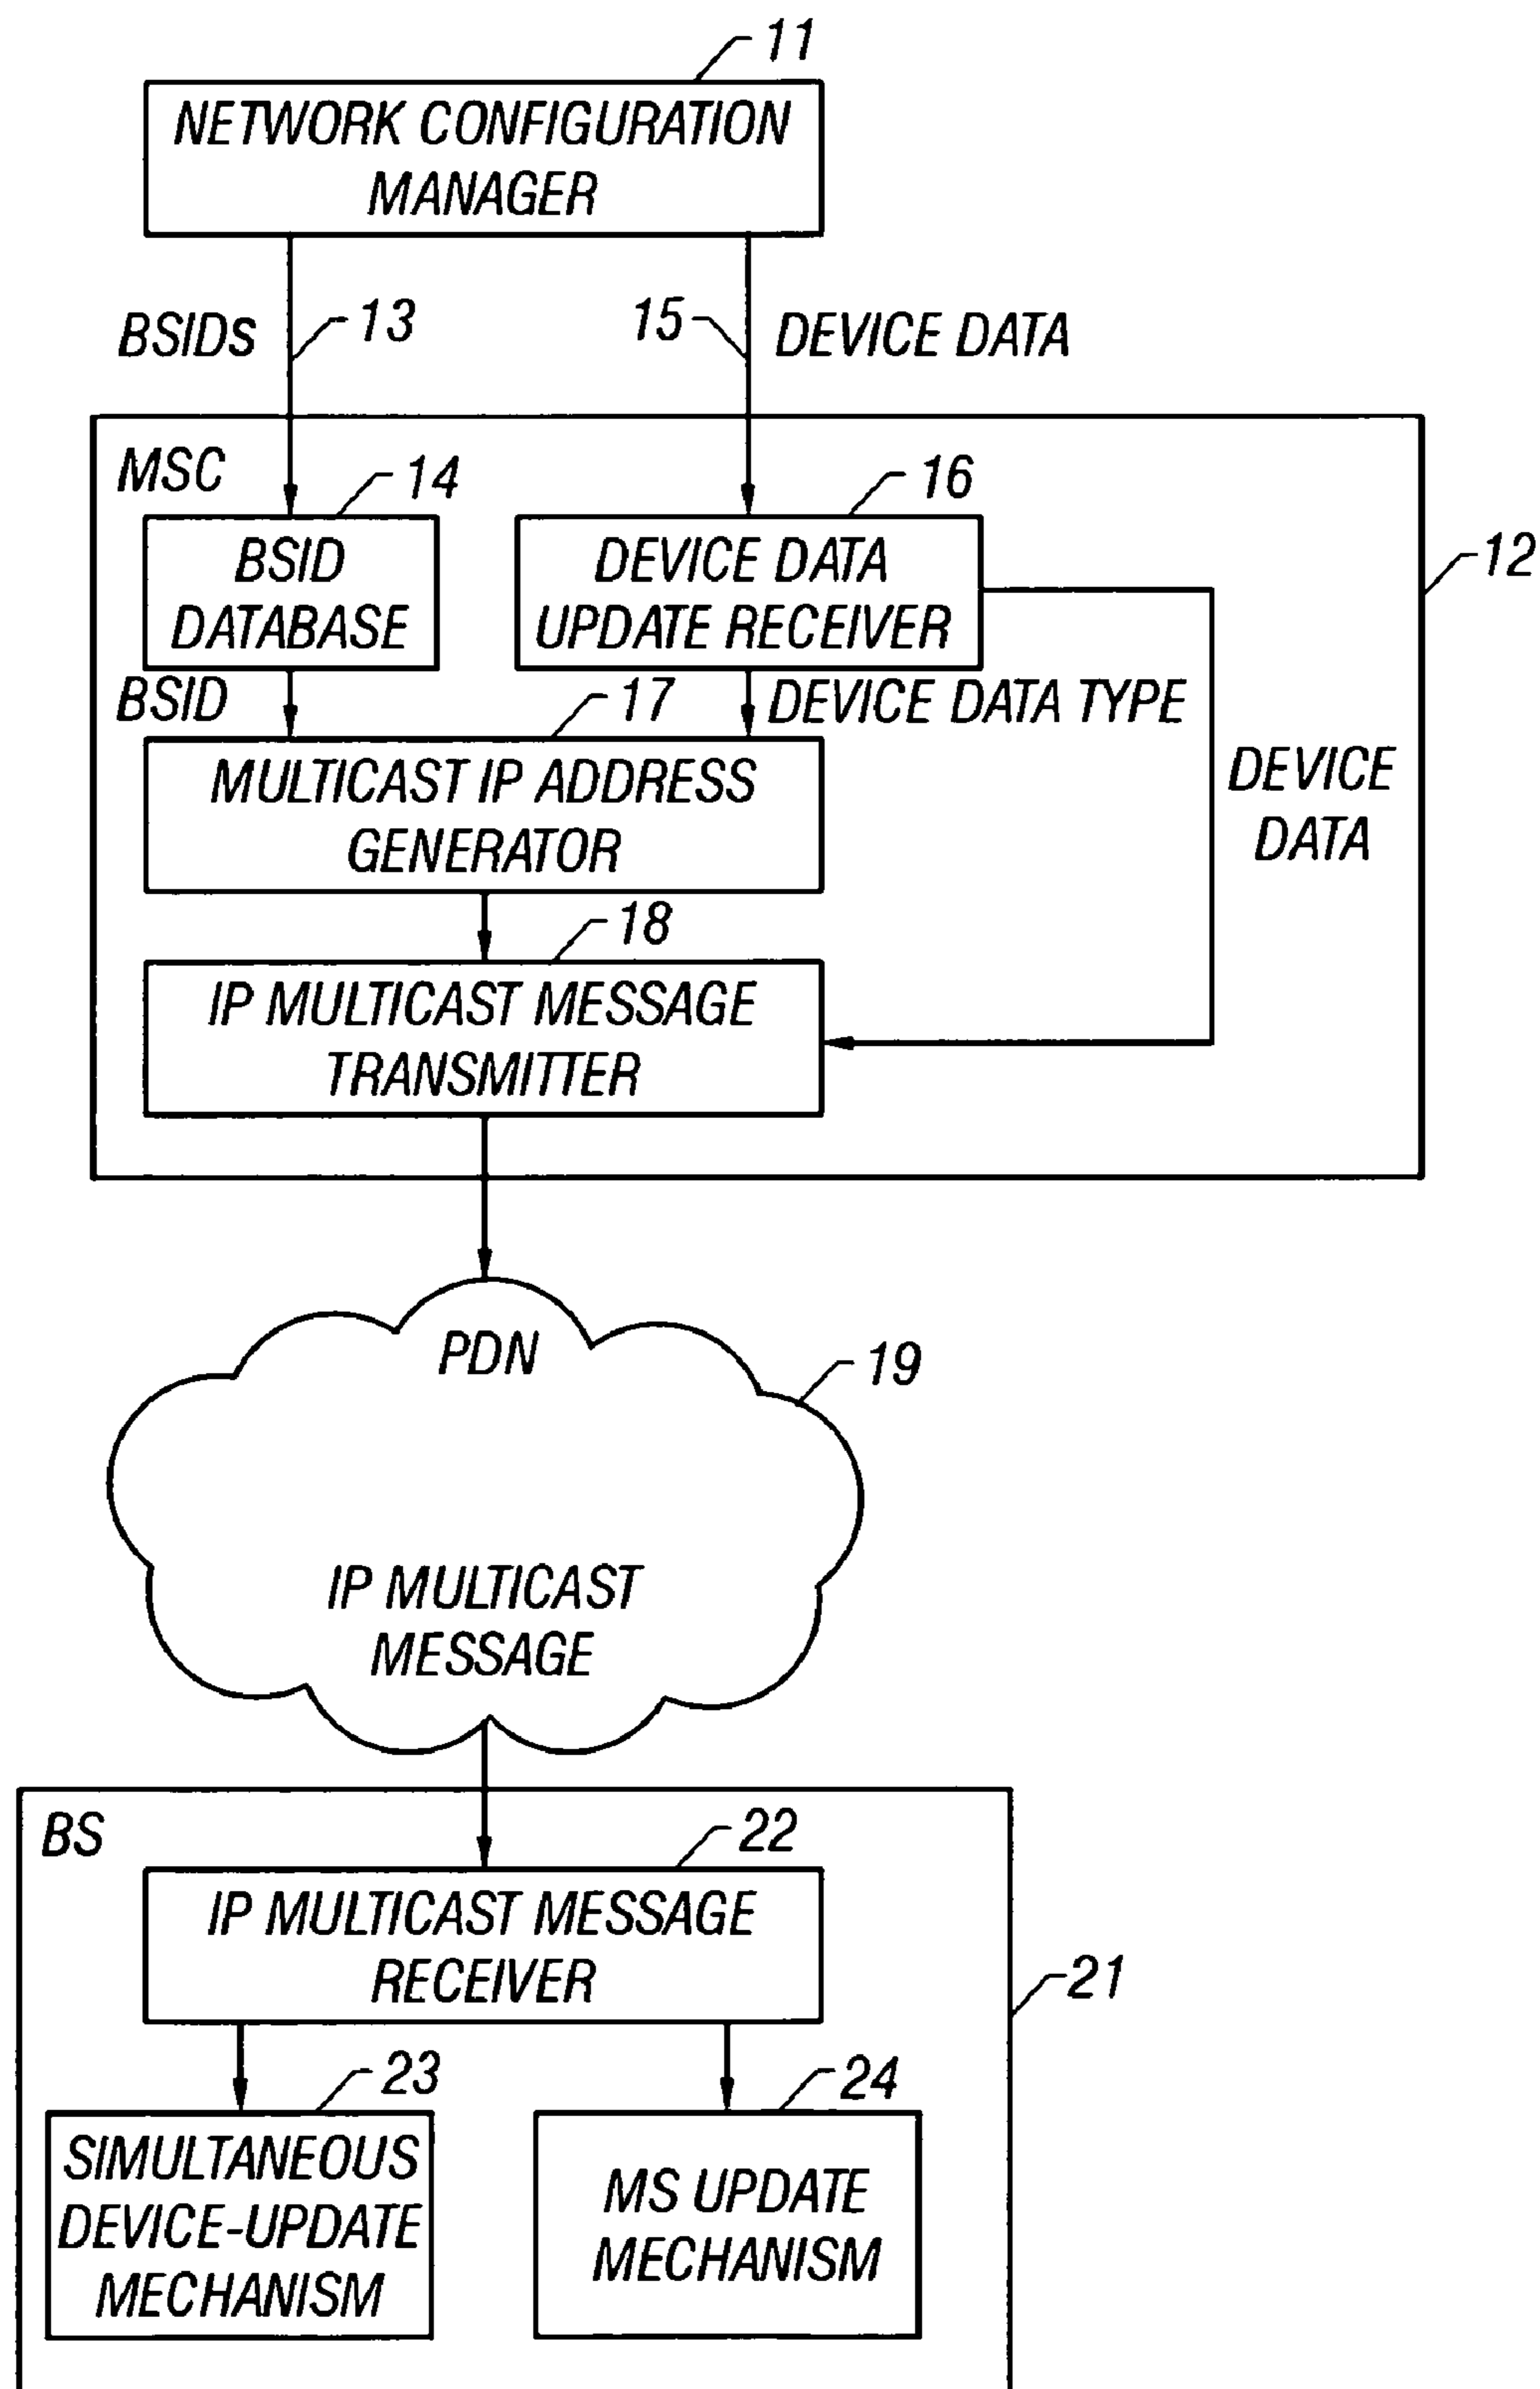 11
NETWORK CONFIGURATION
MANAGER
BSIDs
13
15
DEVICE DATA
MSC
14
16
12
BSID
DATABASE
DEVICE DATA
UPDATE RECEIVER
BSID
17
DEVICE DATA TYPE
DEVICE
DATA
MULTICAST IP ADDRESS
GENERATOR
18
IP MULTICAST MESSAGE
TRANSMITTER
PDN
19
IP MULTICAST
MESSAGE
BS
22
IP MULTICAST MESSAGE
RECEIVER
21
23
24
SIMULTANEOUS
DEVICE-UPDATE
MECHANISM
MS UPDATE
MECHANISM